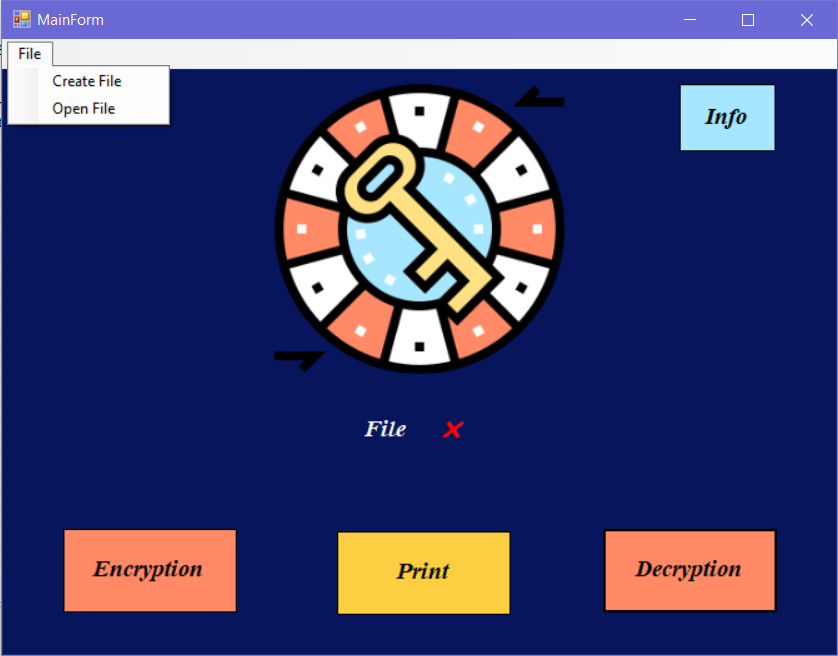 MainForm
File
Create File
Open File
Info
File ✕
Encryption
Print
Decryption